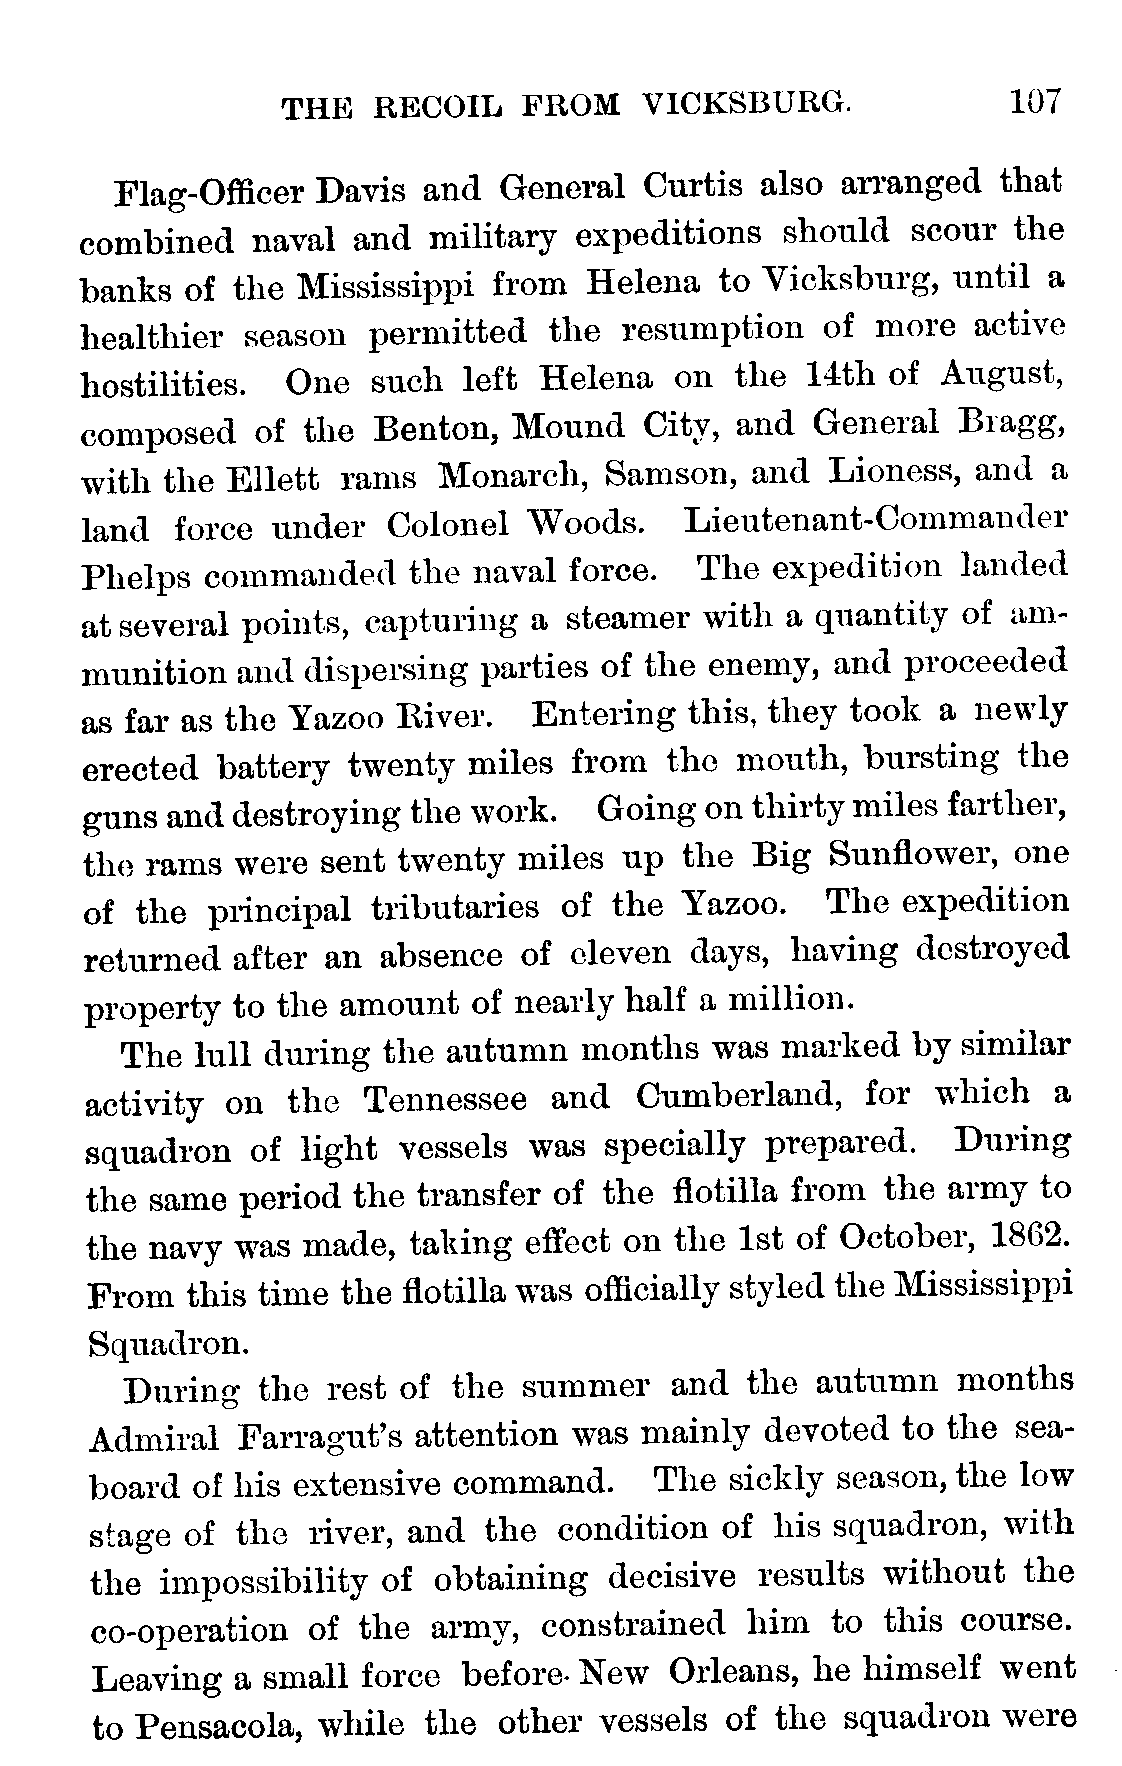 THE RECOIL FROM VICKSBURG. 107
Flag-Officer Davis and General Curtis also arranged that
combined naval and military expeditions should scour the
banks of the Mississippi from Helena to Vicksburg, until a
healthier season permitted the resumption of more active
hostilities. One such left Helena on the 14th of August,
composed of the Benton, Mound City, and General Bragg,
with the Ellett rams Monarch, Samson, and Lioness, and a
land force under Colonel Woods. Lieutenant-Commander
Phelps commanded the naval force. The expedition landed
at several points, capturing a steamer with a quantity of am-
munition and dispersing parties of the enemy, and proceeded
as far as the Yazoo River. Entering this, they took a newly
erected battery twenty miles from the mouth, bursting the
guns and destroying the work. Going on thirty miles farther,
the rams were sent twenty miles up the Big Sunflower, one
of the principal tributaries of the Yazoo. The expedition
returned after an absence of eleven days, having destroyed
property to the amount of nearly half a million.
The lull during the autumn months was marked by similar
activity on the Tennessee and Cumberland, for which a
squadron of light vessels was specially prepared. During
the same period the transfer of the flotilla from the army to
the navy was made, taking effect on the 1st of October, 1862.
From this time the flotilla was officially styled the Mississippi
Squadron.
During the rest of the summer and the autumn months
Admiral Farragut's attention was mainly devoted to the sea-
board of his extensive command. The sickly season, the low
stage of the river, and the condition of his squadron, with
the impossibility of obtaining decisive results without the
co-operation of the army, constrained him to this course.
Leaving a small force before New Orleans, he himself went
to Pensacola, while the other vessels of the squadron were